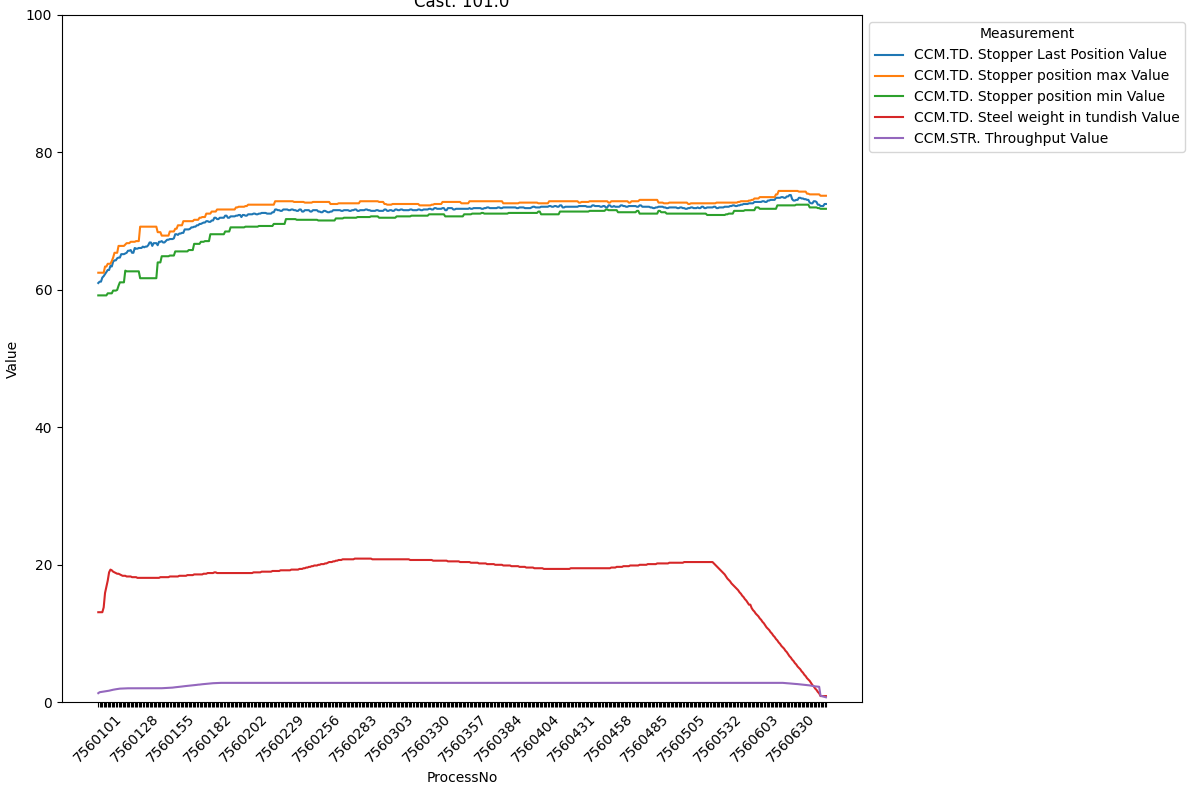 Cast: 101.0
100
80
60
40
20
0
Value
7560101
7560128
7560155
7560182
7560202
7560229
7560256
7560283
7560303
7560330
7560357
7560384
7560404
7560431
7560458
7560485
7560505
7560532
7560603
7560630
ProcessNo
Measurement
CCM.TD. Stopper Last Position Value
CCM.TD. Stopper position max Value
CCM.TD. Stopper position min Value
CCM.TD. Steel weight in tundish Value
CCM.STR. Throughput Value